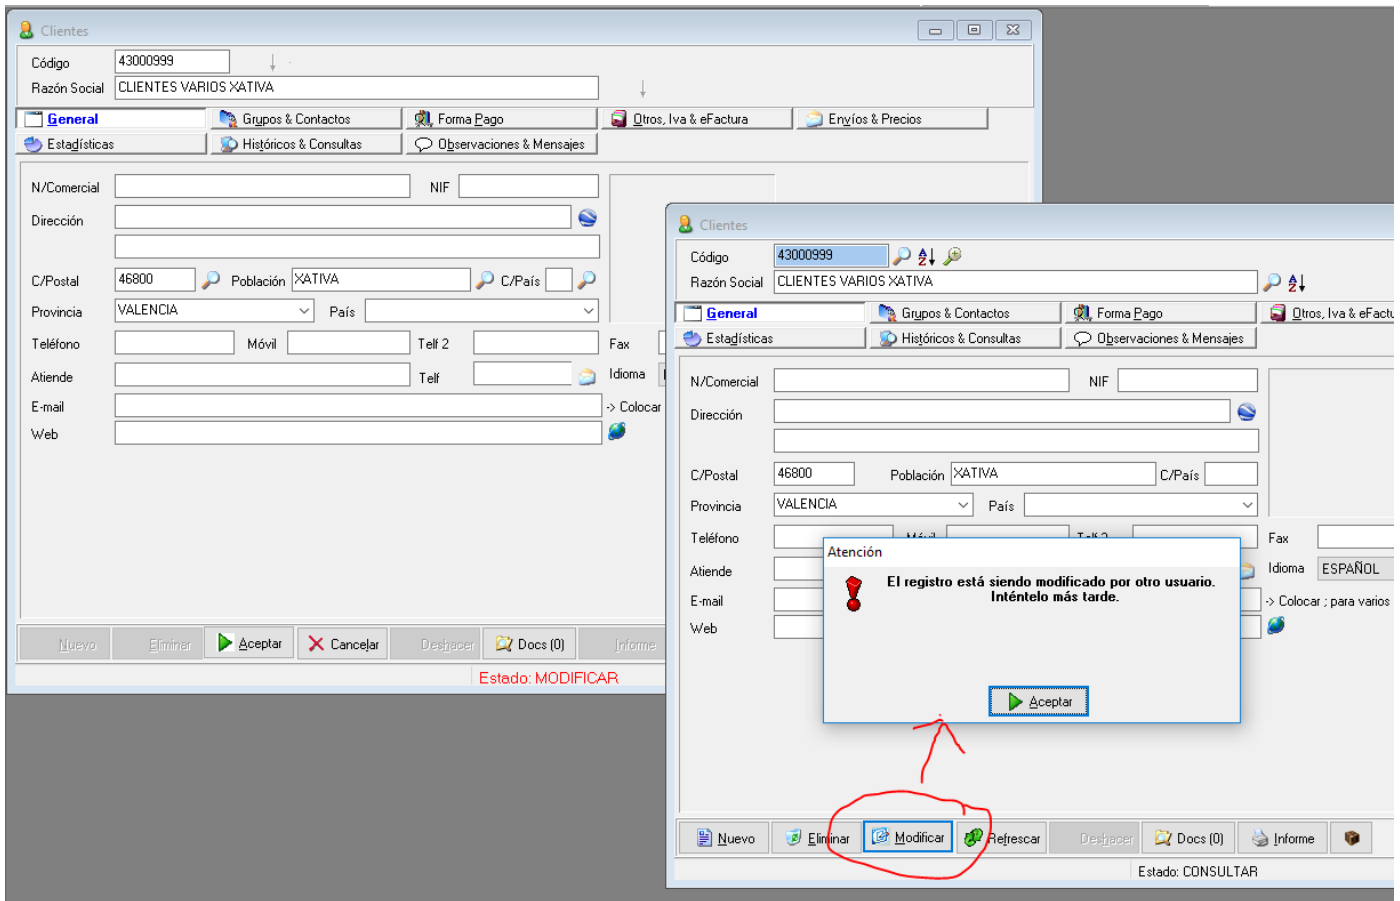 Clientes
Código 43000999
Razón Social CLIENTES VARIOS XATIVA
General Grupos & Contactos Forma Pago Otros, Iva & eFactura Envíos & Precios
Estadísticas Históricos & Consultas Observaciones & Mensajes
N/Comercial NIF
Dirección
C/Postal 46800 Población XATIVA C/País
Provincia VALENCIA País
Teléfono Móvil Telf 2 Fax
Atiende Telf Idioma
E-mail -> Colocar
Web
Nuevo Eliminar Aceptar Cancelar Deshacer Docs (0) Informe
Estado: MODIFICAR
Clientes
Código 43000999
Razón Social CLIENTES VARIOS XATIVA
General Grupos & Contactos Forma Pago Otros, Iva & eFactu
Estadísticas Históricos & Consultas Observaciones & Mensajes
N/Comercial NIF
Dirección
C/Postal 46800 Población XATIVA C/País
Provincia VALENCIA País
Teléfono Móvil Telf 2 Fax
Atiende Idioma ESPAÑOL
E-mail -> Colocar ; para varios
Web
Atención
El registro está siendo modificado por otro usuario.
Inténtelo más tarde.
Aceptar
Nuevo Eliminar Modificar Refrescar Deshacer Docs (0) Informe
Estado: CONSULTAR